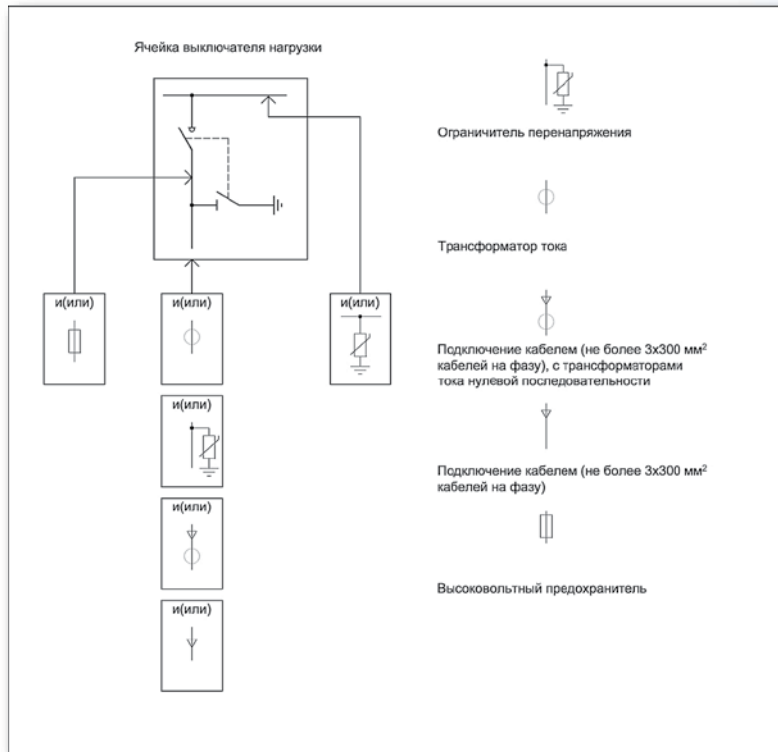 Ячейка выключателя нагрузки
и(или)
и(или)
и(или)
и(или)
и(или)
и(или)
Ограничитель перенапряжения
Трансформатор тока
Подключение кабелем (не более 3х300 мм²
кабелей на фазу), с трансформаторами
тока нулевой последовательности
Подключение кабелем (не более 3х300 мм²
кабелей на фазу)
Высоковольтный предохранитель